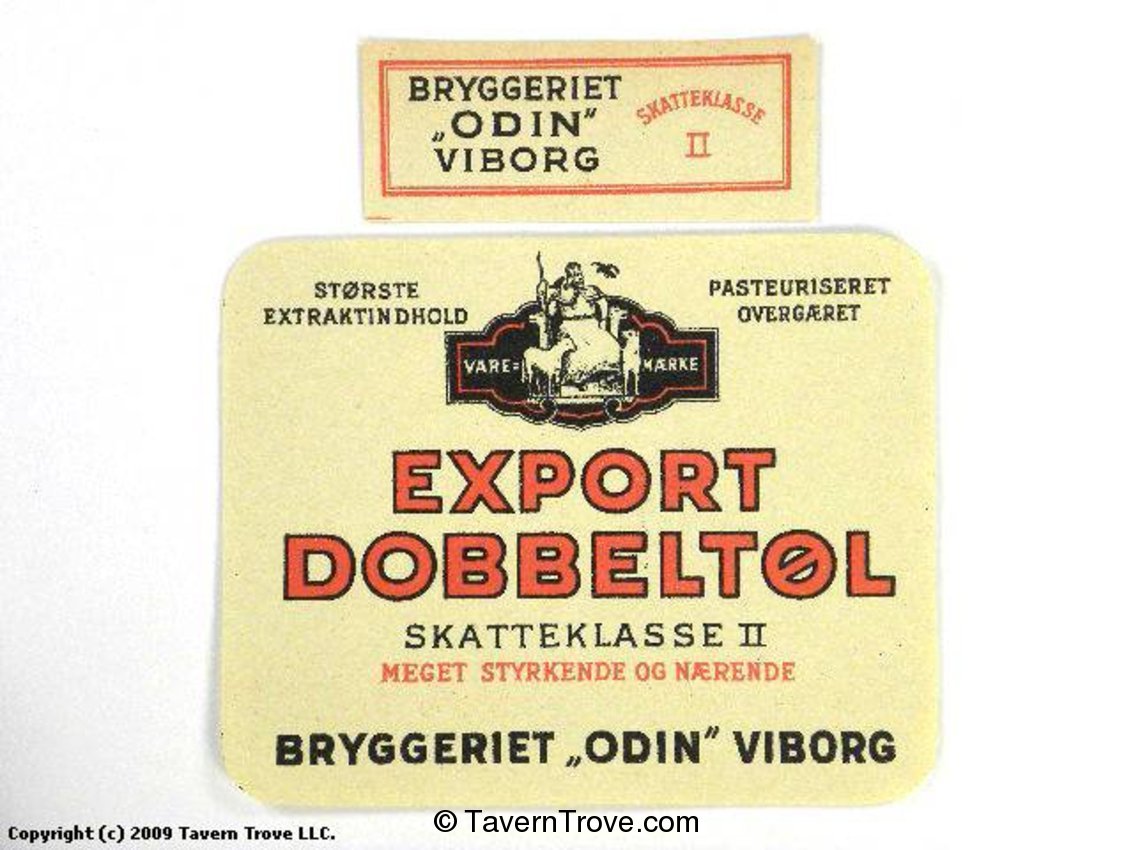 BRYGGERIET
„ODIN”
VIBORG
SKATTEKLASSE
II
STØRSTE
EXTRAKTINDHOLD
PASTEURISERET
OVERGÆRET
VARE= MÆRKE
EXPORT
DOBBELTØL
SKATTEKLASSE II
MEGET STYRKENDE OG NÆRENDE
BRYGGERIET „ODIN” VIBORG
© TavernTrove.com
Copyright (c) 2009 Tavern Trove LLC.